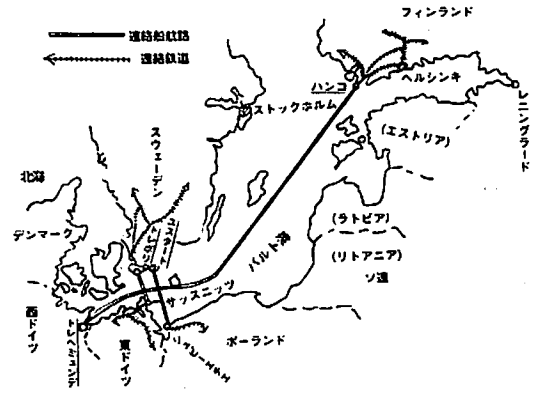 連絡船航路
連絡鉄道
フィンランド
ヘルシンキ
ハンコ
レニングラード
ストックホルム
(エストリア)
スウェーデン
北海
デンマーク
(ラトビア)
(リトアニア)
ソ連
バルト海
サッスニッツ
西ドイツ
東ドイツ
ポーランド